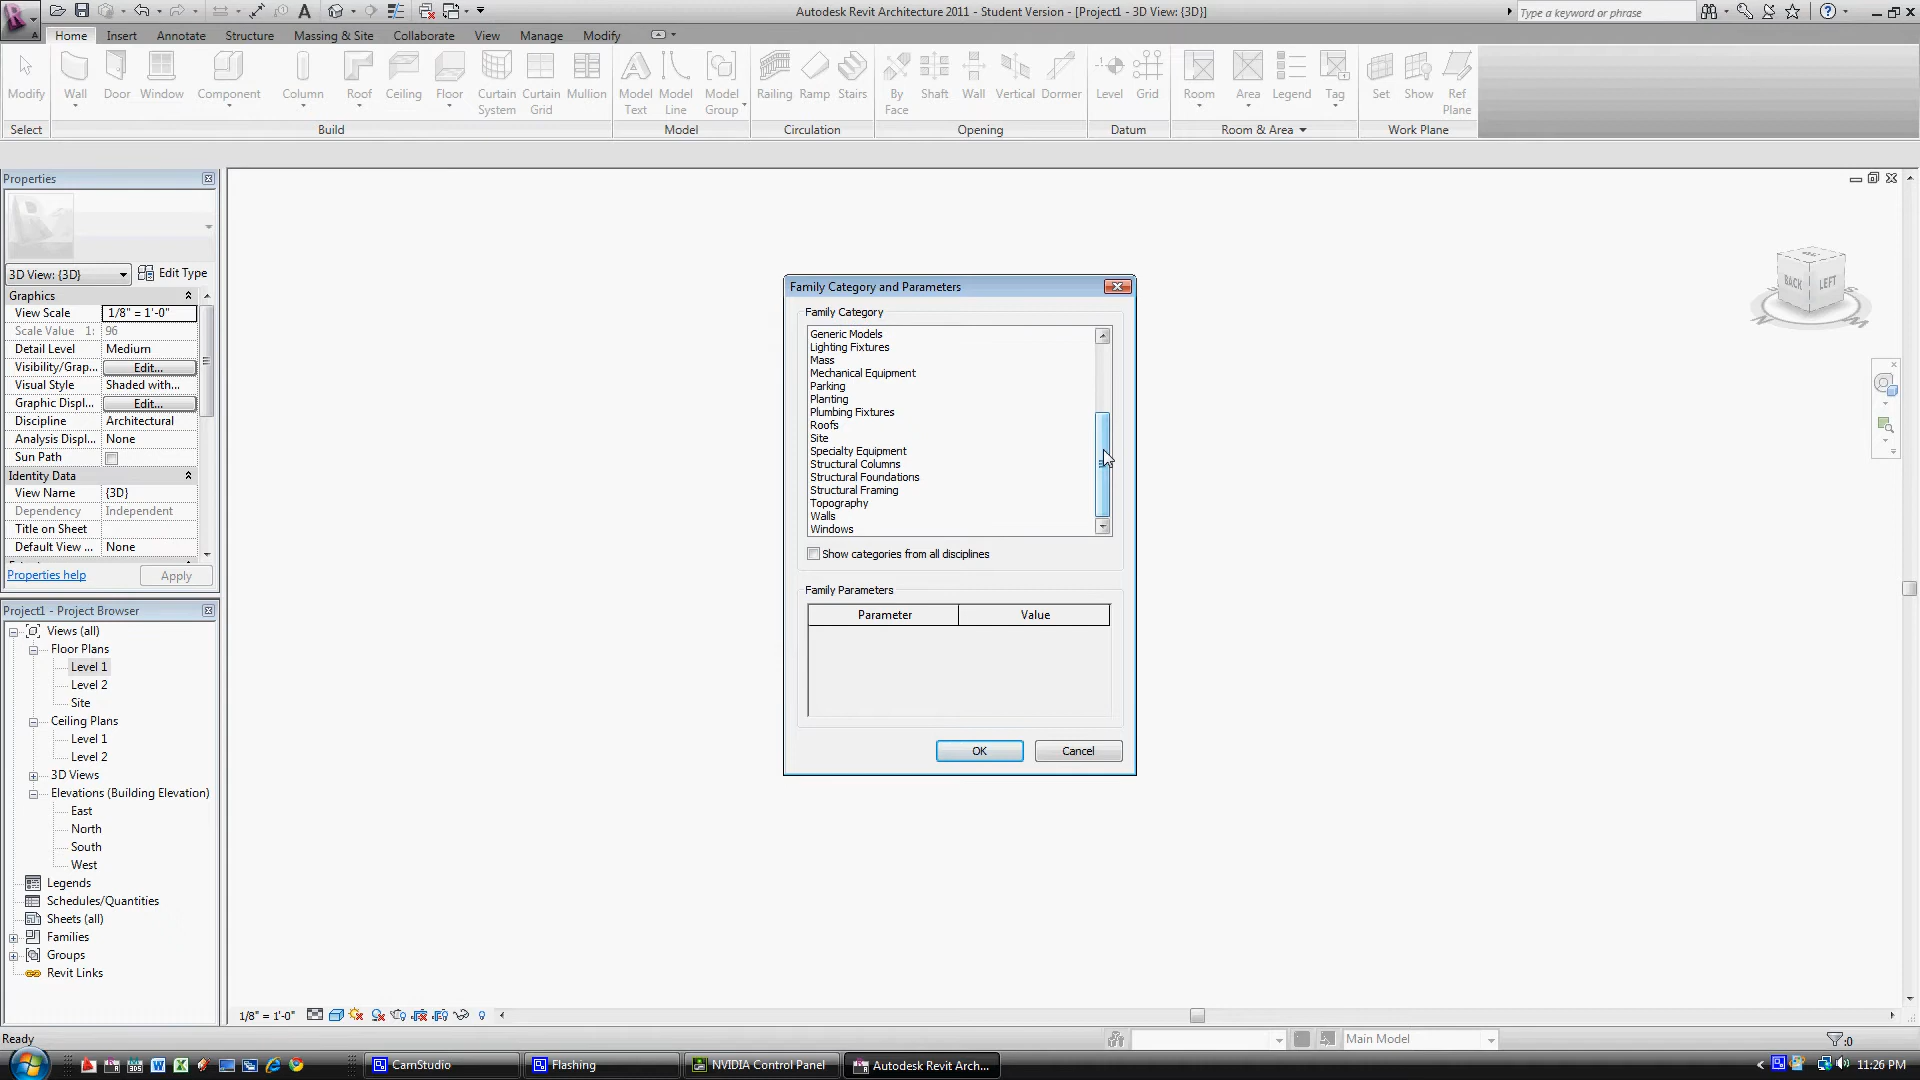 Autodesk Revit Architecture 2011 - Student Version - [Project1 - 3D View: {3D}]
Type a keyword or phrase
Home Insert Annotate Structure Massing & Site Collaborate View Manage Modify
Modify Wall Door Window Component Column Roof Ceiling Floor Curtain System Curtain Grid Mullion Model Text Model Line Model Group Railing Ramp Stairs By Face Shaft Wall Vertical Dormer Level Grid Room Area Legend Tag Set Show Ref Plane
Select Build Model Circulation Opening Datum Room & Area Work Plane
Properties
3D View: {3D} Edit Type
Graphics
View Scale 1/8" = 1'-0"
Scale Value 1: 96
Detail Level Medium
Visibility/Grap... Edit...
Visual Style Shaded with...
Graphic Displ... Edit...
Discipline Architectural
Analysis Displ... None
Sun Path
Identity Data
View Name {3D}
Dependency Independent
Title on Sheet
Default View ... None
Properties help Apply
Project1 - Project Browser
Views (all)
Floor Plans
Level 1
Level 2
Site
Ceiling Plans
Level 1
Level 2
3D Views
Elevations (Building Elevation)
East
North
South
West
Legends
Schedules/Quantities
Sheets (all)
Families
Groups
Revit Links
Family Category and Parameters
Family Category
Generic Models
Lighting Fixtures
Mass
Mechanical Equipment
Parking
Planting
Plumbing Fixtures
Roofs
Site
Specialty Equipment
Structural Columns
Structural Foundations
Structural Framing
Topography
Walls
Windows
Show categories from all disciplines
Family Parameters
Parameter Value
OK Cancel
BACK LEFT
1/8" = 1'-0"
Ready
Main Model
:0
CamStudio Flashing NVIDIA Control Panel Autodesk Revit Arch...
11:26 PM